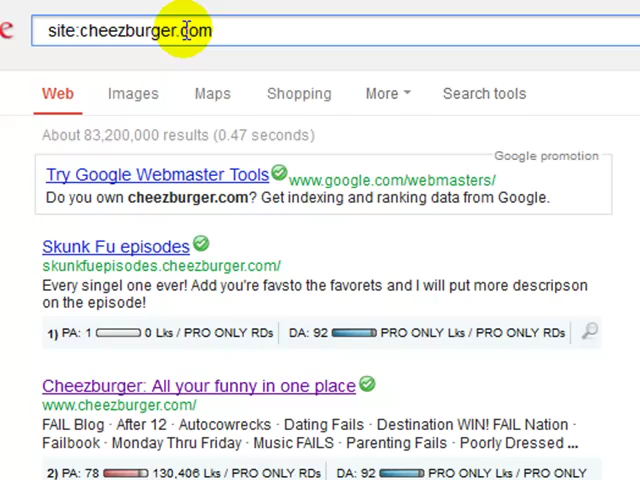 e site:cheezburger.com
Web Images Maps Shopping More Search tools
About 83,200,000 results (0.47 seconds)
Google promotion
Try Google Webmaster Tools www.google.com/webmasters/
Do you own cheezburger.com? Get indexing and ranking data from Google.
Skunk Fu episodes
skunkfuepisodes.cheezburger.com/
Every singel one ever! Add you're favsto the favorets and I will put more descripson
on the episode!
1) PA: 1 0 Lks / PRO ONLY RDs DA: 92 PRO ONLY Lks / PRO ONLY RDs
Cheezburger: All your funny in one place
www.cheezburger.com/
FAIL Blog · After 12 · Autocowrecks · Dating Fails · Destination WIN! FAIL Nation ·
Failbook · Monday Thru Friday · Music FAILS · Parenting Fails · Poorly Dressed ...
2) PA: 78 130,406 Lks / PRO ONLY RDs DA: 92 PRO ONLY Lks / PRO ONLY